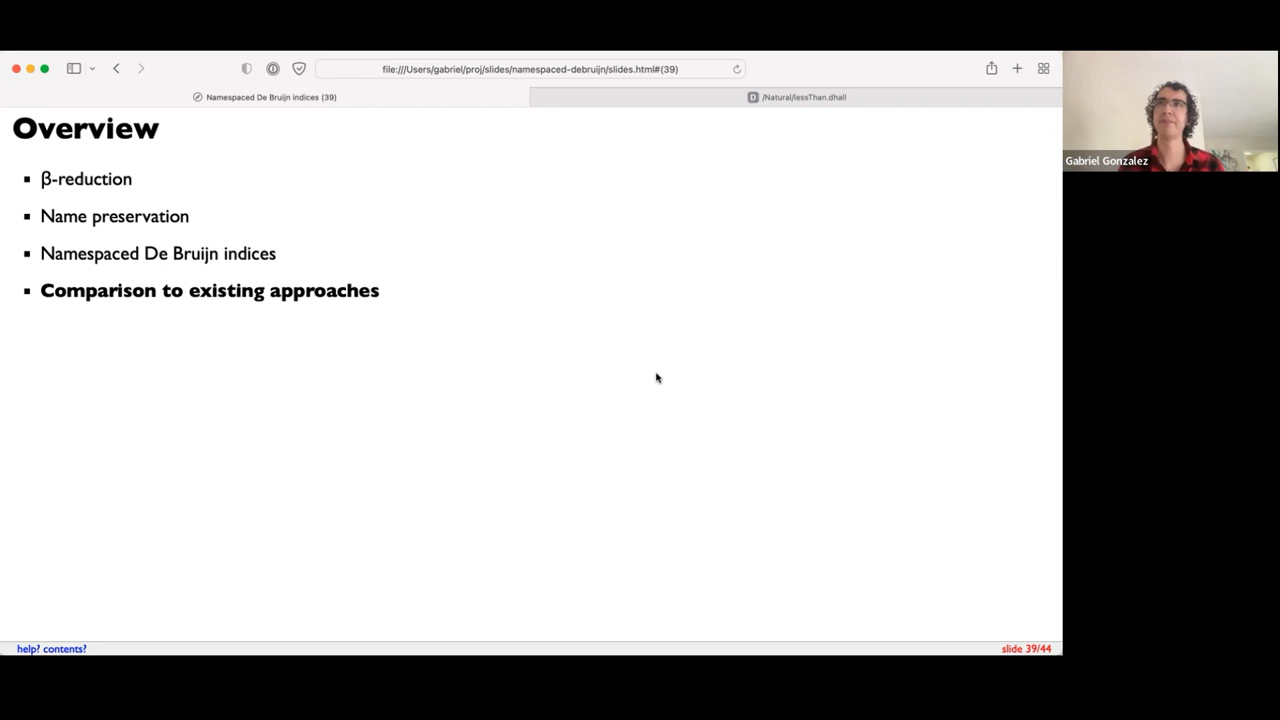 file:///Users/gabriel/proj/slides/namespaced-debruijn/slides.html#(39)
Namespaced De Bruijn indices (39)
D /Natural/lessThan.dhall
Overview
▪ β-reduction
▪ Name preservation
▪ Namespaced De Bruijn indices
▪ Comparison to existing approaches
Gabriel Gonzalez
help? contents?
slide 39/44